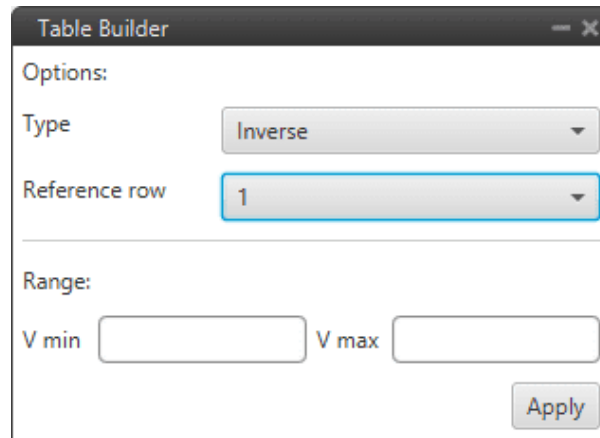 Table Builder
Options:
Type Inverse
Reference row 1
Range:
V min V max
Apply